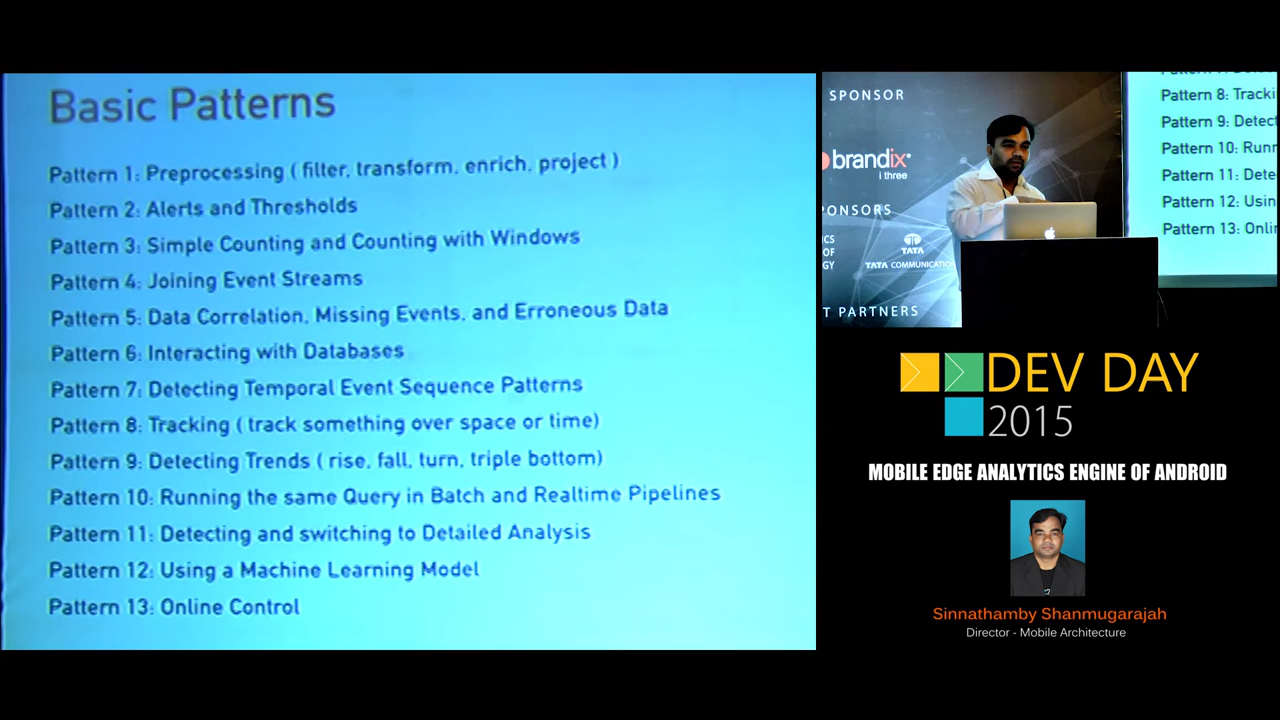 Basic Patterns
Pattern 1: Preprocessing ( filter, transform, enrich, project )
Pattern 2: Alerts and Thresholds
Pattern 3: Simple Counting and Counting with Windows
Pattern 4: Joining Event Streams
Pattern 5: Data Correlation, Missing Events, and Erroneous Data
Pattern 6: Interacting with Databases
Pattern 7: Detecting Temporal Event Sequence Patterns
Pattern 8: Tracking ( track something over space or time)
Pattern 9: Detecting Trends ( rise, fall, turn, triple bottom)
Pattern 10: Running the same Query in Batch and Realtime Pipelines
Pattern 11: Detecting and switching to Detailed Analysis
Pattern 12: Using a Machine Learning Model
Pattern 13: Online Control
SPONSOR
brandix
i three
PONSORS
TATA
TATA COMMUNICATION
T PARTNERS
Pattern 8: Tracki
Pattern 9: Detect
Pattern 10: Runn
Pattern 11: Dete
Pattern 12: Usin
Pattern 13: Onli
DEV DAY
2015
MOBILE EDGE ANALYTICS ENGINE OF ANDROID
Sinnathamby Shanmugarajah
Director - Mobile Architecture